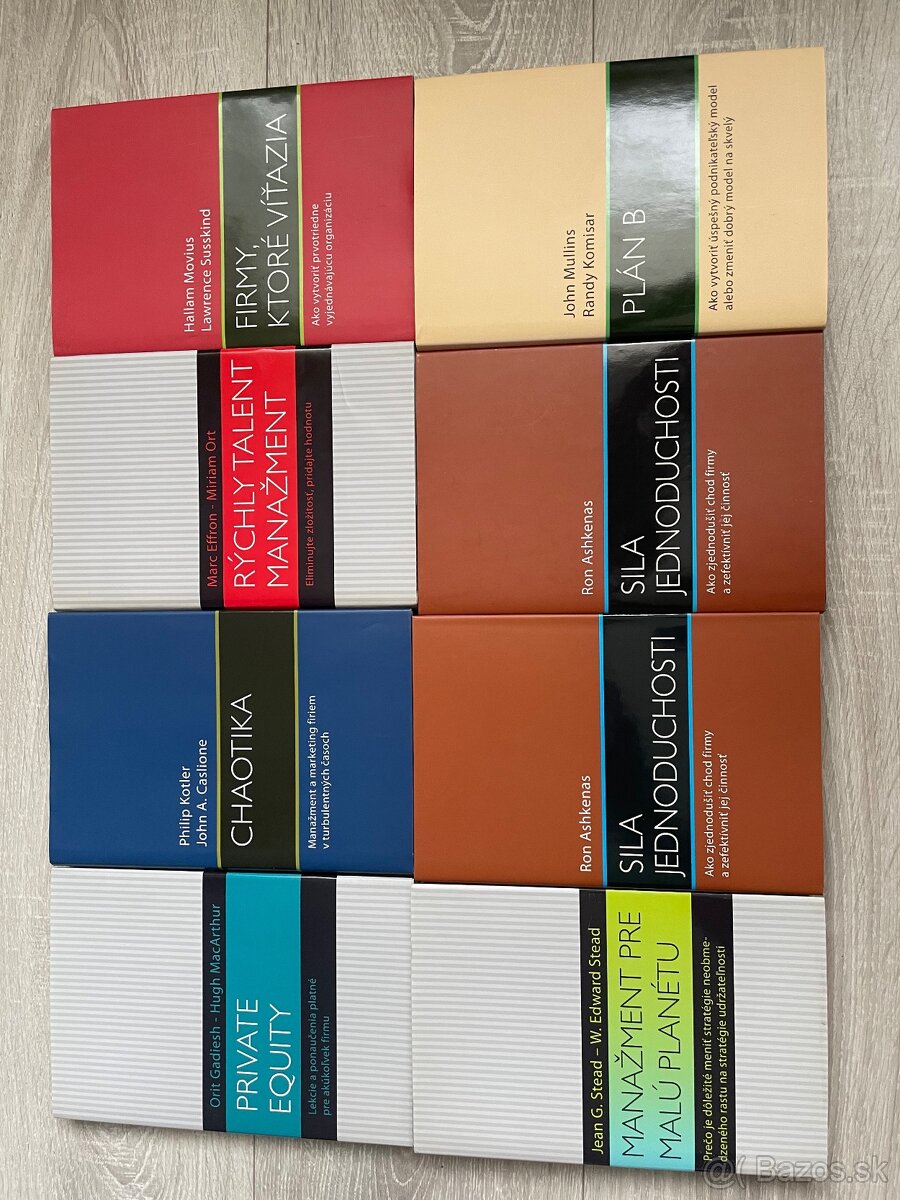 Orit Gadiesh - Hugh MacArthur
PRIVATE
EQUITY
Lekcie a ponaučenia platné
pre akúkoľvek firmu
Philip Kotler
John A. Caslione
CHAOTIKA
Manažment a marketing firiem
v turbulentných časoch
Marc Effron - Miriam Ort
RÝCHLY TALENT
MANAŽMENT
Eliminujte zložitosť, pridajte hodnotu
Hallam Movius
Lawrence Susskind
FIRMY,
KTORÉ VÍŤAZIA
Ako vytvoriť prvotriedne
vyjednávajúcu organizáciu
Jean G. Stead – W. Edward Stead
MANAŽMENT PRE
MALÚ PLANÉTU
Prečo je dôležité meniť stratégie neobme-
dzeného rastu na stratégie udržateľnosti
Ron Ashkenas
SILA
JEDNODUCHOSTI
Ako zjednodušiť chod firmy
a zefektívniť jej činnosť
Ron Ashkenas
SILA
JEDNODUCHOSTI
Ako zjednodušiť chod firmy
a zefektívniť jej činnosť
John Mullins
Randy Komisar
PLÁN B
Ako vytvoriť úspešný podnikateľský model
alebo zmeniť dobrý model na skvelý
Bazos.sk